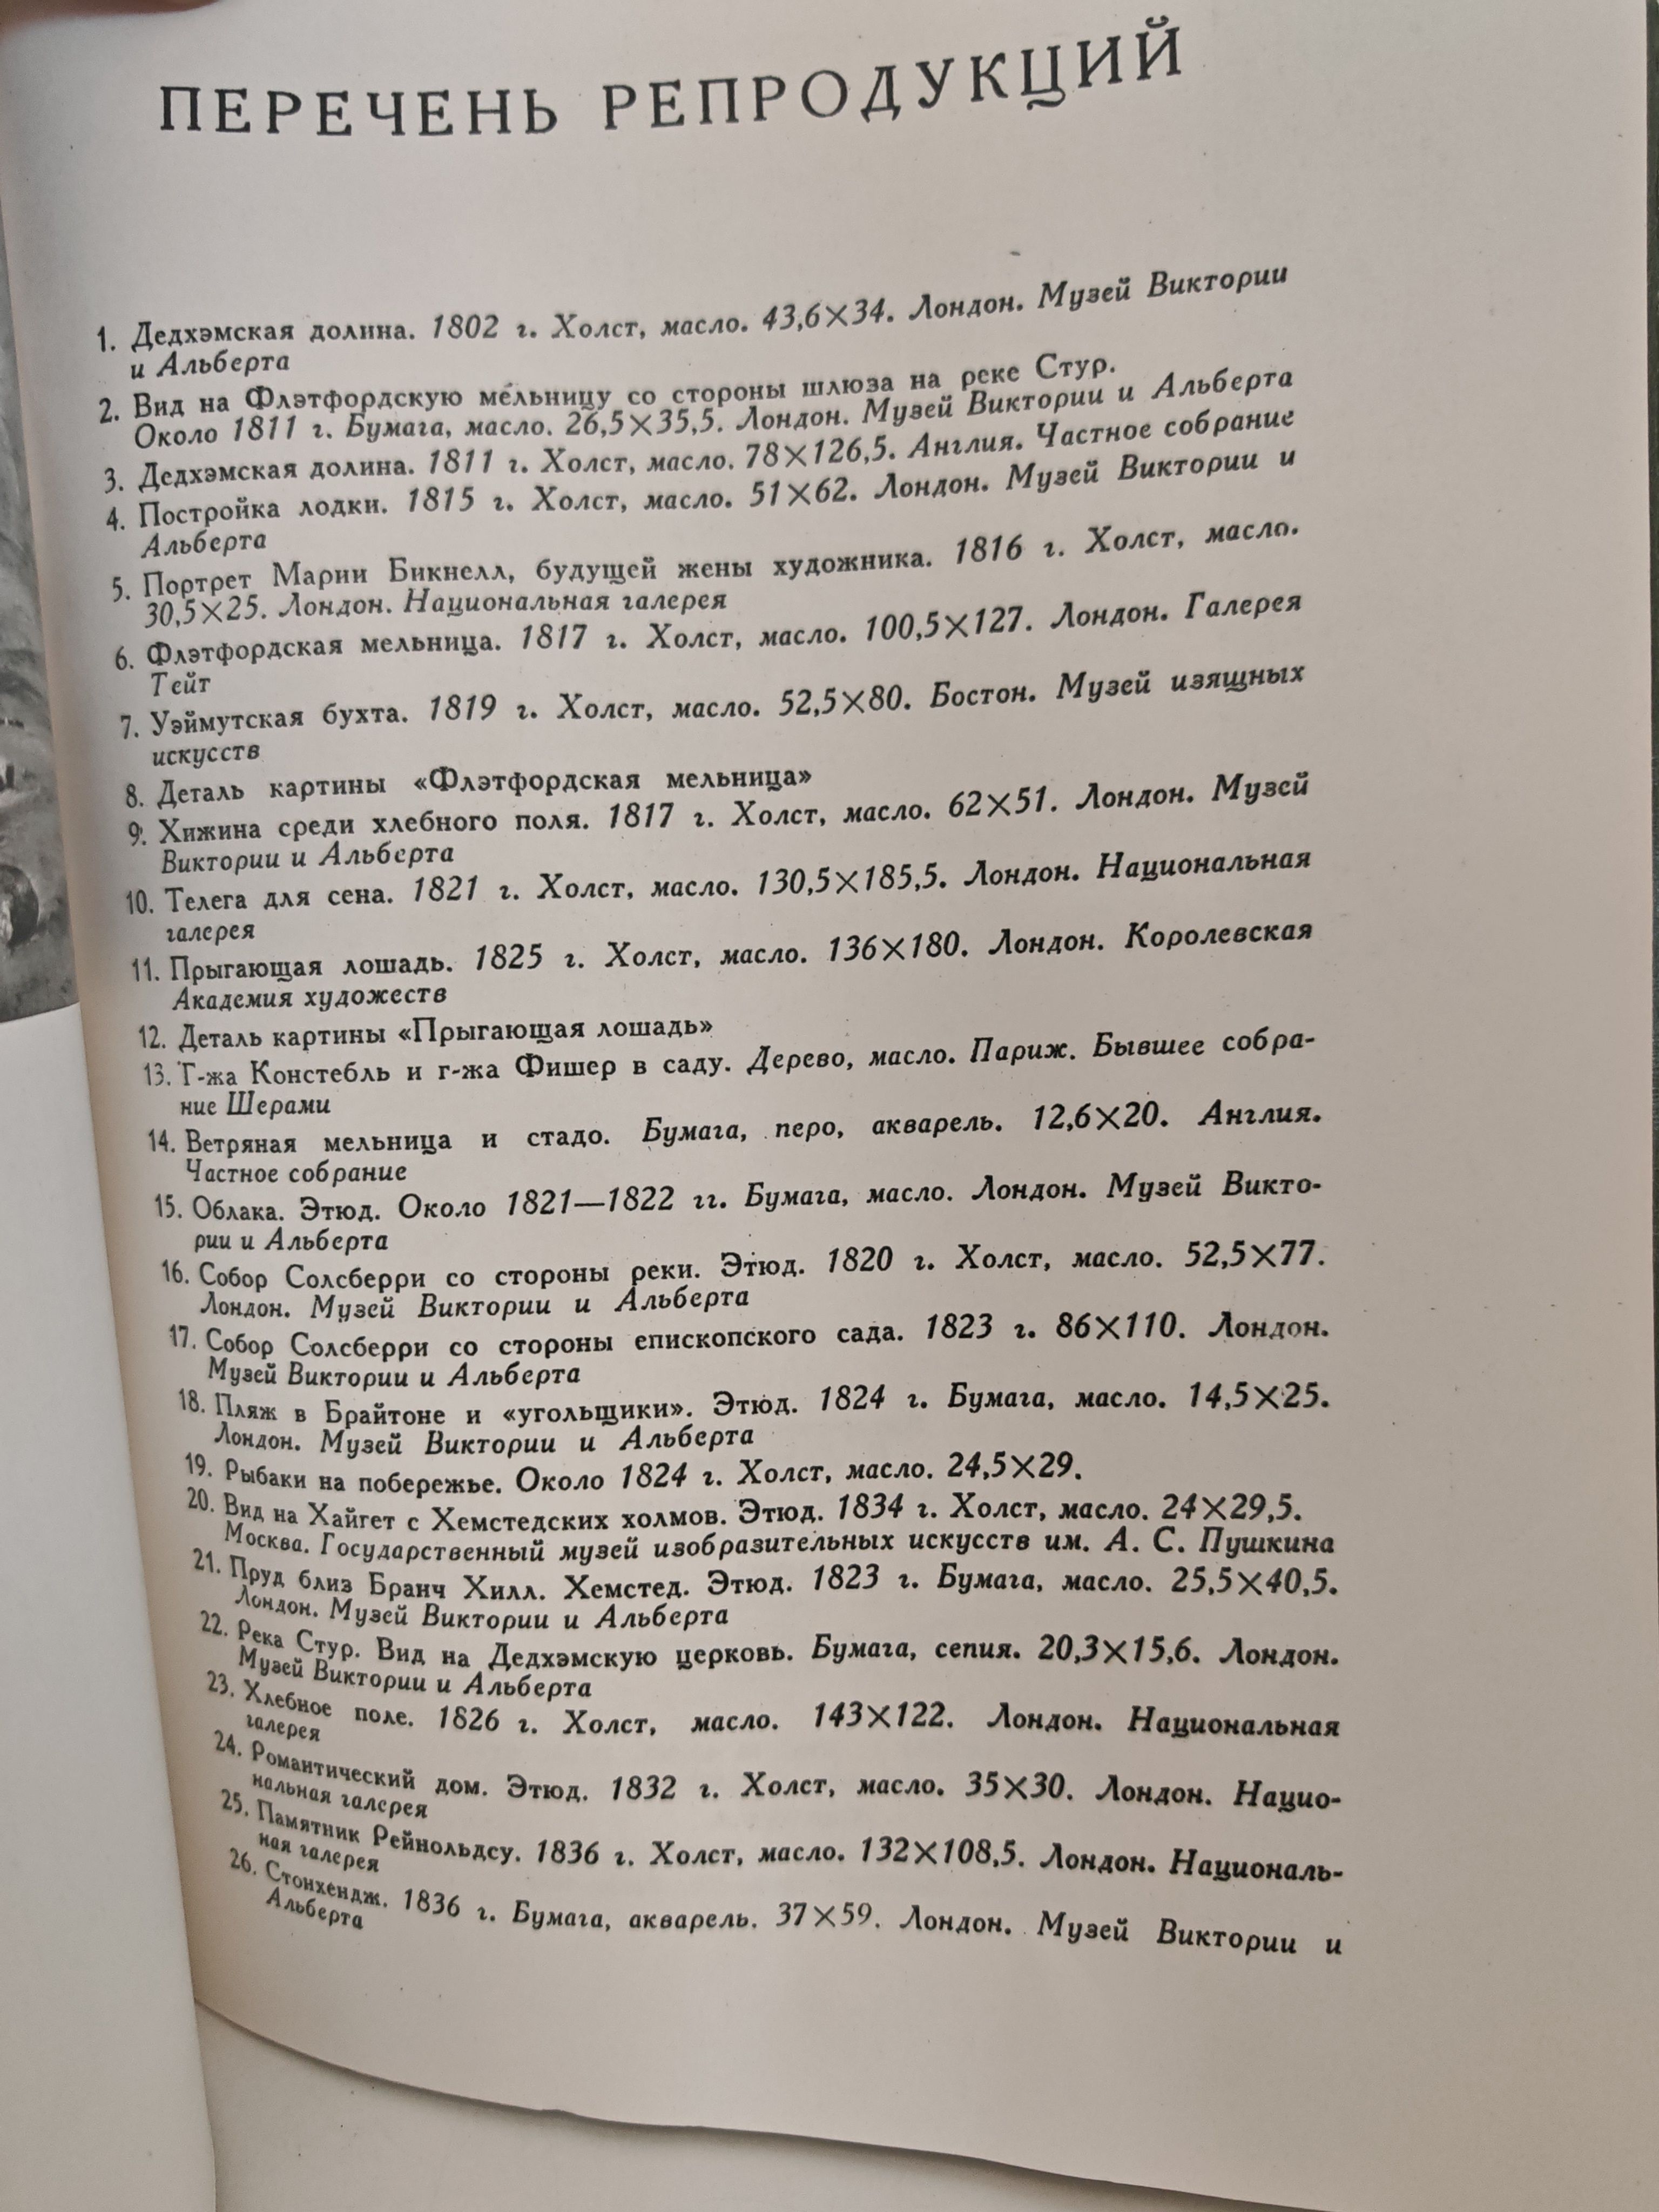 ПЕРЕЧЕНЬ РЕПРОДУКЦИЙ
1. Дедхэмская долина. 1802 г. Холст, масло. 43,6×34. Лондон. Музей Виктории
и Альберта
2. Вид на Флэтфордскую мельницу со стороны шлюза на реке Стур.
Около 1811 г. Бумага, масло. 26,5×35,5. Лондон. Музей Виктории и Альберта
3. Дедхэмская долина. 1811 г. Холст, масло. 78×126,5. Англия. Частное собрание
4. Постройка лодки. 1815 г. Холст, масло. 51×62. Лондон. Музей Виктории и
Альберта
5. Портрет Марии Бикнелл, будущей жены художника. 1816 г. Холст, масло.
30,5×25. Лондон. Национальная галерея
6. Флэтфордская мельница. 1817 г. Холст, масло. 100,5×127. Лондон. Галерея
Тейт
7. Уэймутская бухта. 1819 г. Холст, масло. 52,5×80. Бостон. Музей изящных
искусств
8. Деталь картины «Флэтфордская мельница»
9. Хижина среди хлебного поля. 1817 г. Холст, масло. 62×51. Лондон. Музей
Виктории и Альберта
10. Телега для сена. 1821 г. Холст, масло. 130,5×185,5. Лондон. Национальная
галерея
11. Прыгающая лошадь. 1825 г. Холст, масло. 136×180. Лондон. Королевская
Академия художеств
12. Деталь картины «Прыгающая лошадь»
13. Г-жа Констебль и г-жа Фишер в саду. Дерево, масло. Париж. Бывшее собра-
ние Шерами
14. Ветряная мельница и стадо. Бумага, перо, акварель. 12,6×20. Англия.
Частное собрание
15. Облака. Этюд. Около 1821—1822 гг. Бумага, масло. Лондон. Музей Викто-
рии и Альберта
16. Собор Солсберри со стороны реки. Этюд. 1820 г. Холст, масло. 52,5×77.
Лондон. Музей Виктории и Альберта
17. Собор Солсберри со стороны епископского сада. 1823 г. 86×110. Лондон.
Музей Виктории и Альберта
18. Пляж в Брайтоне и «угольщики». Этюд. 1824 г. Бумага, масло. 14,5×25.
Лондон. Музей Виктории и Альберта
19. Рыбаки на побережье. Около 1824 г. Холст, масло. 24,5×29.
20. Вид на Хайгет с Хемстедских холмов. Этюд. 1834 г. Холст, масло. 24×29,5.
Москва. Государственный музей изобразительных искусств им. А. С. Пушкина
21. Пруд близ Бранч Хилл. Хемстед. Этюд. 1823 г. Бумага, масло. 25,5×40,5.
Лондон. Музей Виктории и Альберта
22. Река Стур. Вид на Дедхэмскую церковь. Бумага, сепия. 20,3×15,6. Лондон.
Музей Виктории и Альберта
23. Хлебное поле. 1826 г. Холст, масло. 143×122. Лондон. Национальная
галерея
24. Романтический дом. Этюд. 1832 г. Холст, масло. 35×30. Лондон. Нацио-
нальная галерея
25. Памятник Рейнольдсу. 1836 г. Холст, масло. 132×108,5. Лондон. Националь-
ная галерея
26. Стонхендж. 1836 г. Бумага, акварель. 37×59. Лондон. Музей Виктории и
Альберта